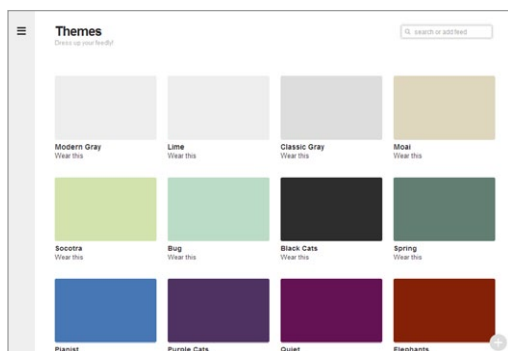 Themes
Dress up your feedly!
search or add feed
Modern Gray
Wear this
Lime
Wear this
Classic Gray
Wear this
Moai
Wear this
Socotra
Wear this
Bug
Wear this
Black Cats
Wear this
Spring
Wear this
Pianist
Purple Cats
Quiet
Elephants